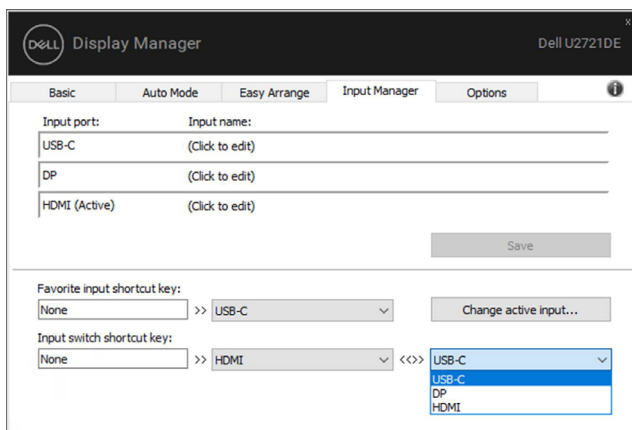 x
DELL Display Manager Dell U2721DE
Basic Auto Mode Easy Arrange Input Manager Options i
Input port: Input name:
USB-C (Click to edit)
DP (Click to edit)
HDMI (Active) (Click to edit)
Save
Favorite input shortcut key:
None >> USB-C Change active input...
Input switch shortcut key:
None >> HDMI <<>> USB-C
USB-C
DP
HDMI